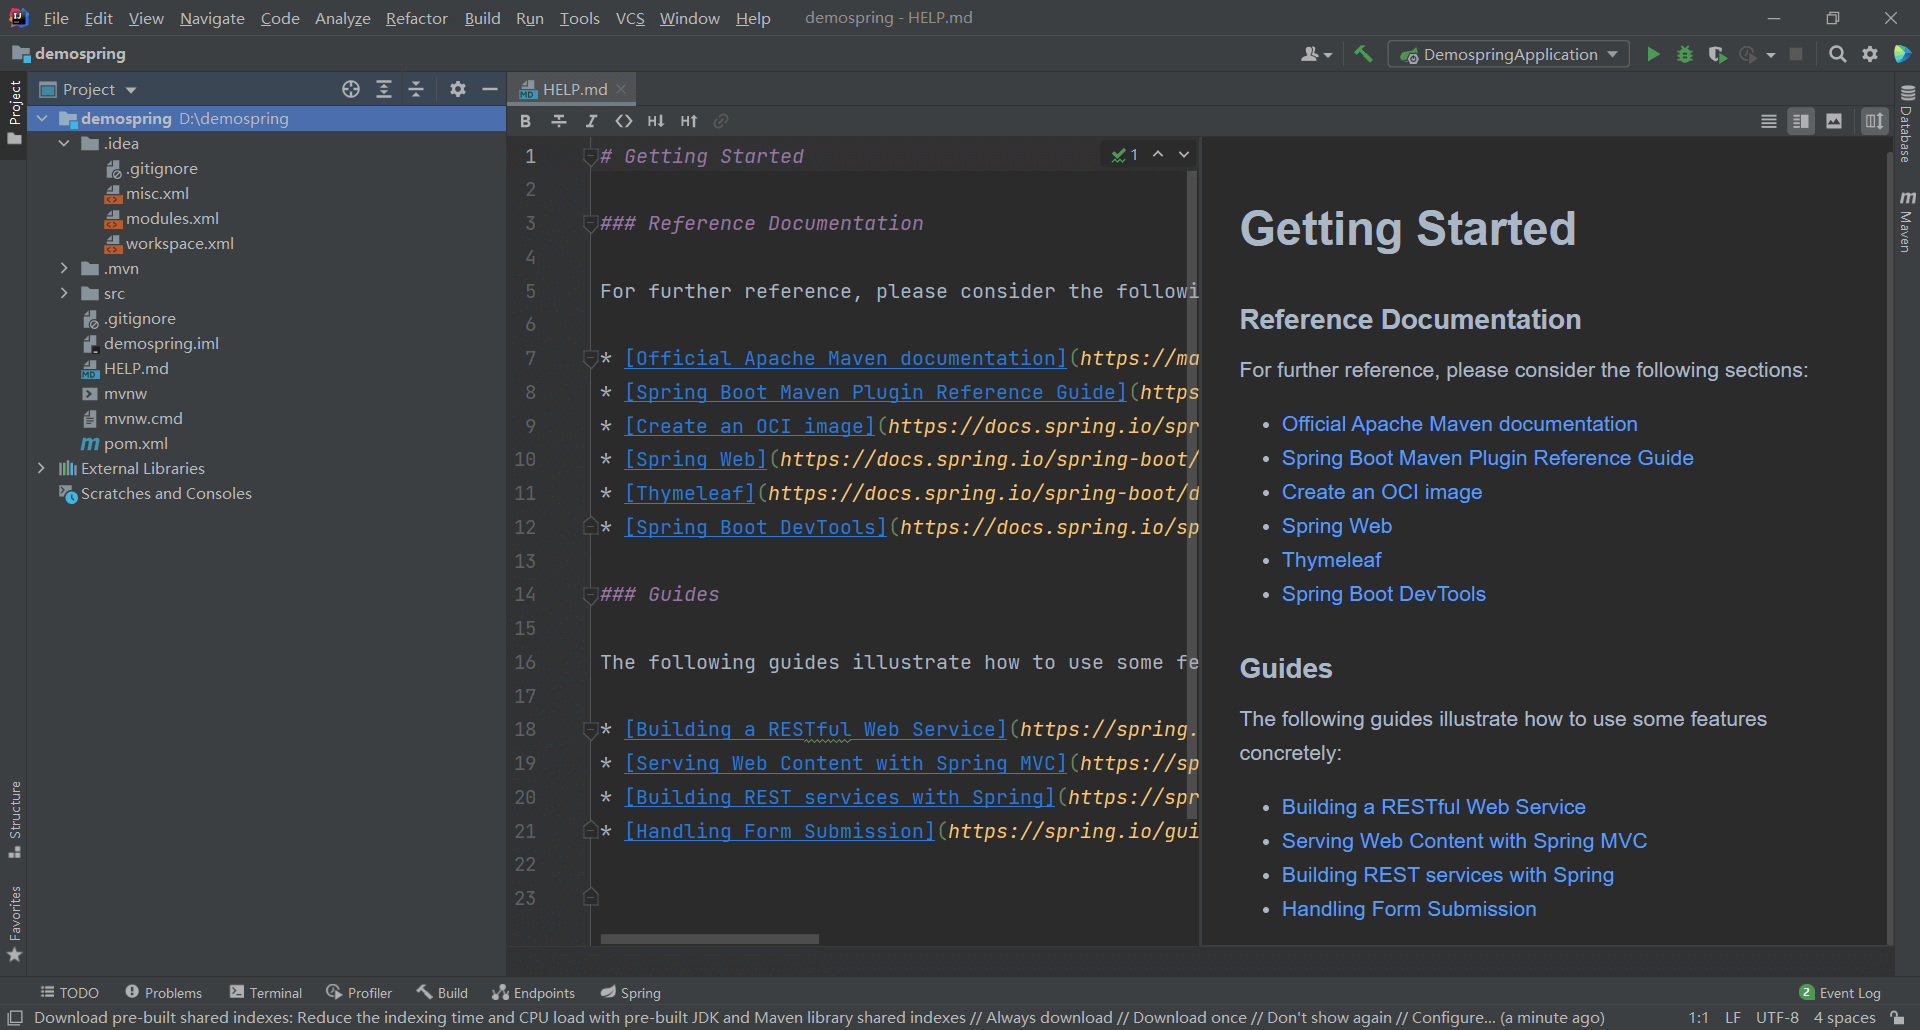 File Edit View Navigate Code Analyze Refactor Build Run Tools VCS Window Help demospring - HELP.md
demospring
DemospringApplication
Project
Project
HELP.md
demospring D:\demospring
.idea
.gitignore
misc.xml
modules.xml
workspace.xml
.mvn
src
.gitignore
demospring.iml
HELP.md
mvnw
mvnw.cmd
pom.xml
External Libraries
Scratches and Consoles
Structure
Favorites
B I H↓ H↑
1
1 # Getting Started
2
3 ### Reference Documentation
4
5 For further reference, please consider the followi
6
7 * [Official Apache Maven documentation](https://ma
8 * [Spring Boot Maven Plugin Reference Guide](https
9 * [Create an OCI image](https://docs.spring.io/spr
10 * [Spring Web](https://docs.spring.io/spring-boot/
11 * [Thymeleaf](https://docs.spring.io/spring-boot/d
12 * [Spring Boot DevTools](https://docs.spring.io/sp
13
14 ### Guides
15
16 The following guides illustrate how to use some fe
17
18 * [Building a RESTful Web Service](https://spring.
19 * [Serving Web Content with Spring MVC](https://sp
20 * [Building REST services with Spring](https://spr
21 * [Handling Form Submission](https://spring.io/gui
22
23
Getting Started
Reference Documentation
For further reference, please consider the following sections:
• Official Apache Maven documentation
• Spring Boot Maven Plugin Reference Guide
• Create an OCI image
• Spring Web
• Thymeleaf
• Spring Boot DevTools
Guides
The following guides illustrate how to use some features
concretely:
• Building a RESTful Web Service
• Serving Web Content with Spring MVC
• Building REST services with Spring
• Handling Form Submission
Database
m Maven
TODO Problems Terminal Profiler Build Endpoints Spring 2 Event Log
Download pre-built shared indexes: Reduce the indexing time and CPU load with pre-built JDK and Maven library shared indexes // Always download // Download once // Don't show again // Configure... (a minute ago) 1:1 LF UTF-8 4 spaces